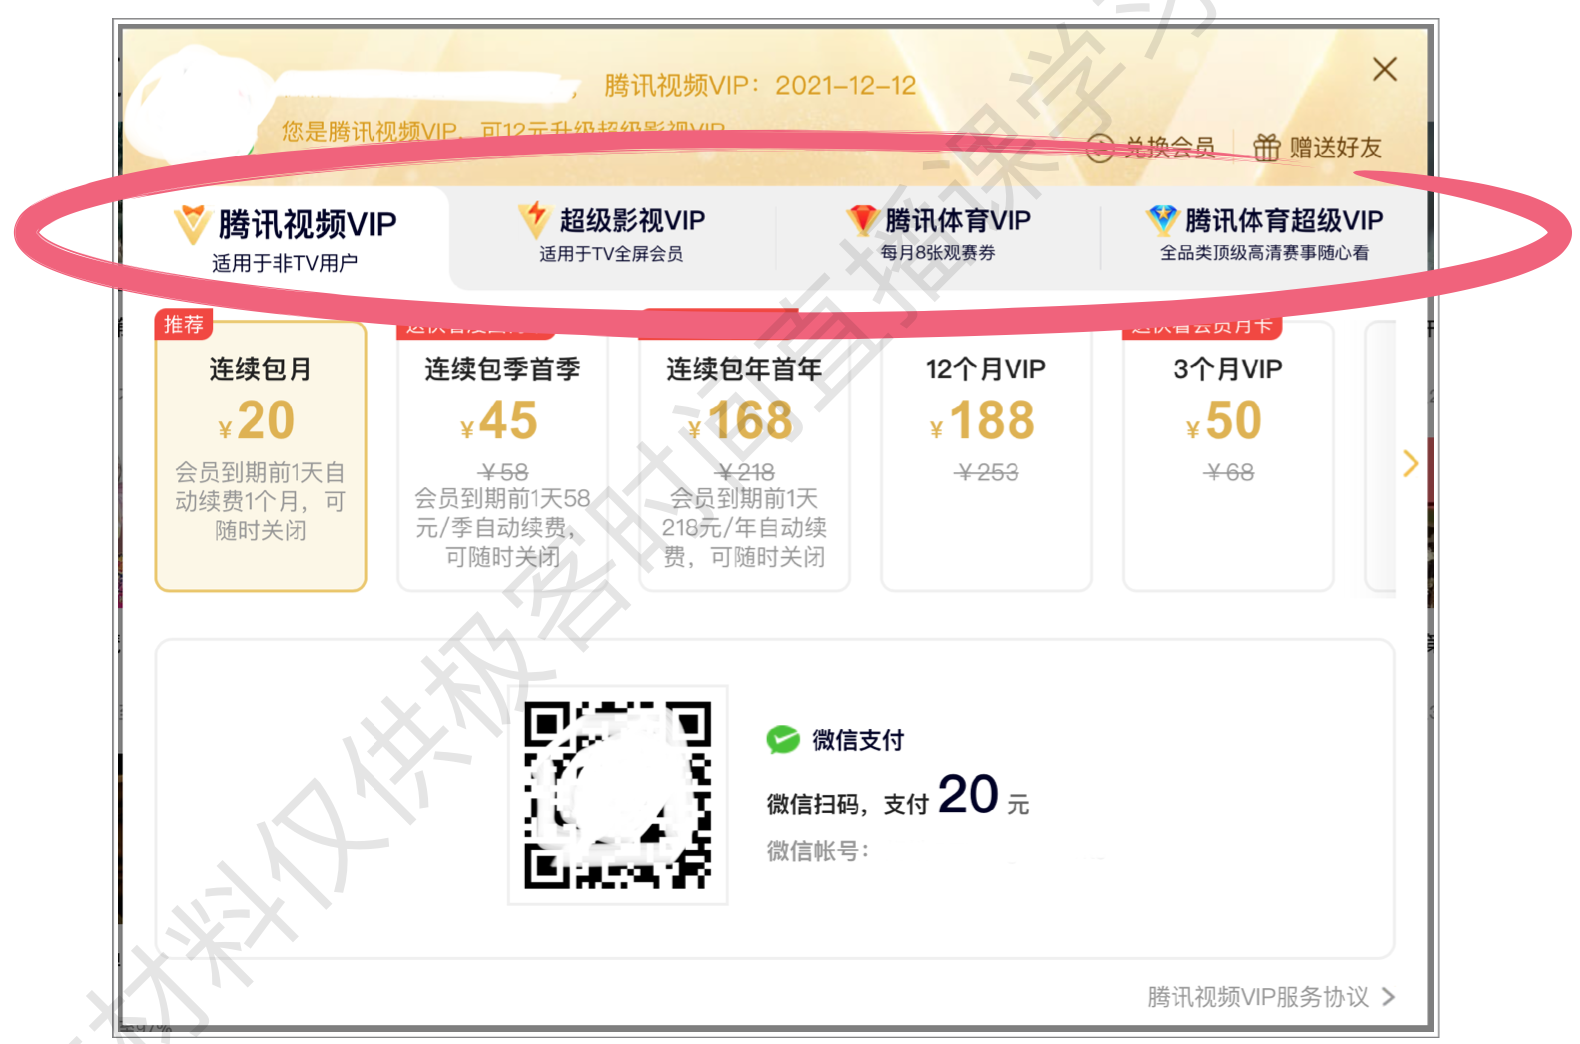 腾讯视频VIP：2021-12-12
您是腾讯视频VIP，可12元升级超级影视VIP
兑换会员 赠送好友
腾讯视频VIP
适用于非TV用户
超级影视VIP
适用于TV全屏会员
腾讯体育VIP
每月8张观赛券
腾讯体育超级VIP
全品类顶级高清赛事随心看
推荐
连续包月
¥20
会员到期前1天自
动续费1个月，可
随时关闭
连续包季首季
¥45
¥58
会员到期前1天58
元/季自动续费，
可随时关闭
连续包年首年
¥168
¥218
会员到期前1天
218元/年自动续
费，可随时关闭
12个月VIP
¥188
¥253
送快看会员月卡
3个月VIP
¥50
¥68
微信支付
微信扫码，支付20元
微信帐号：
腾讯视频VIP服务协议
材料仅供极客时间直播课学习